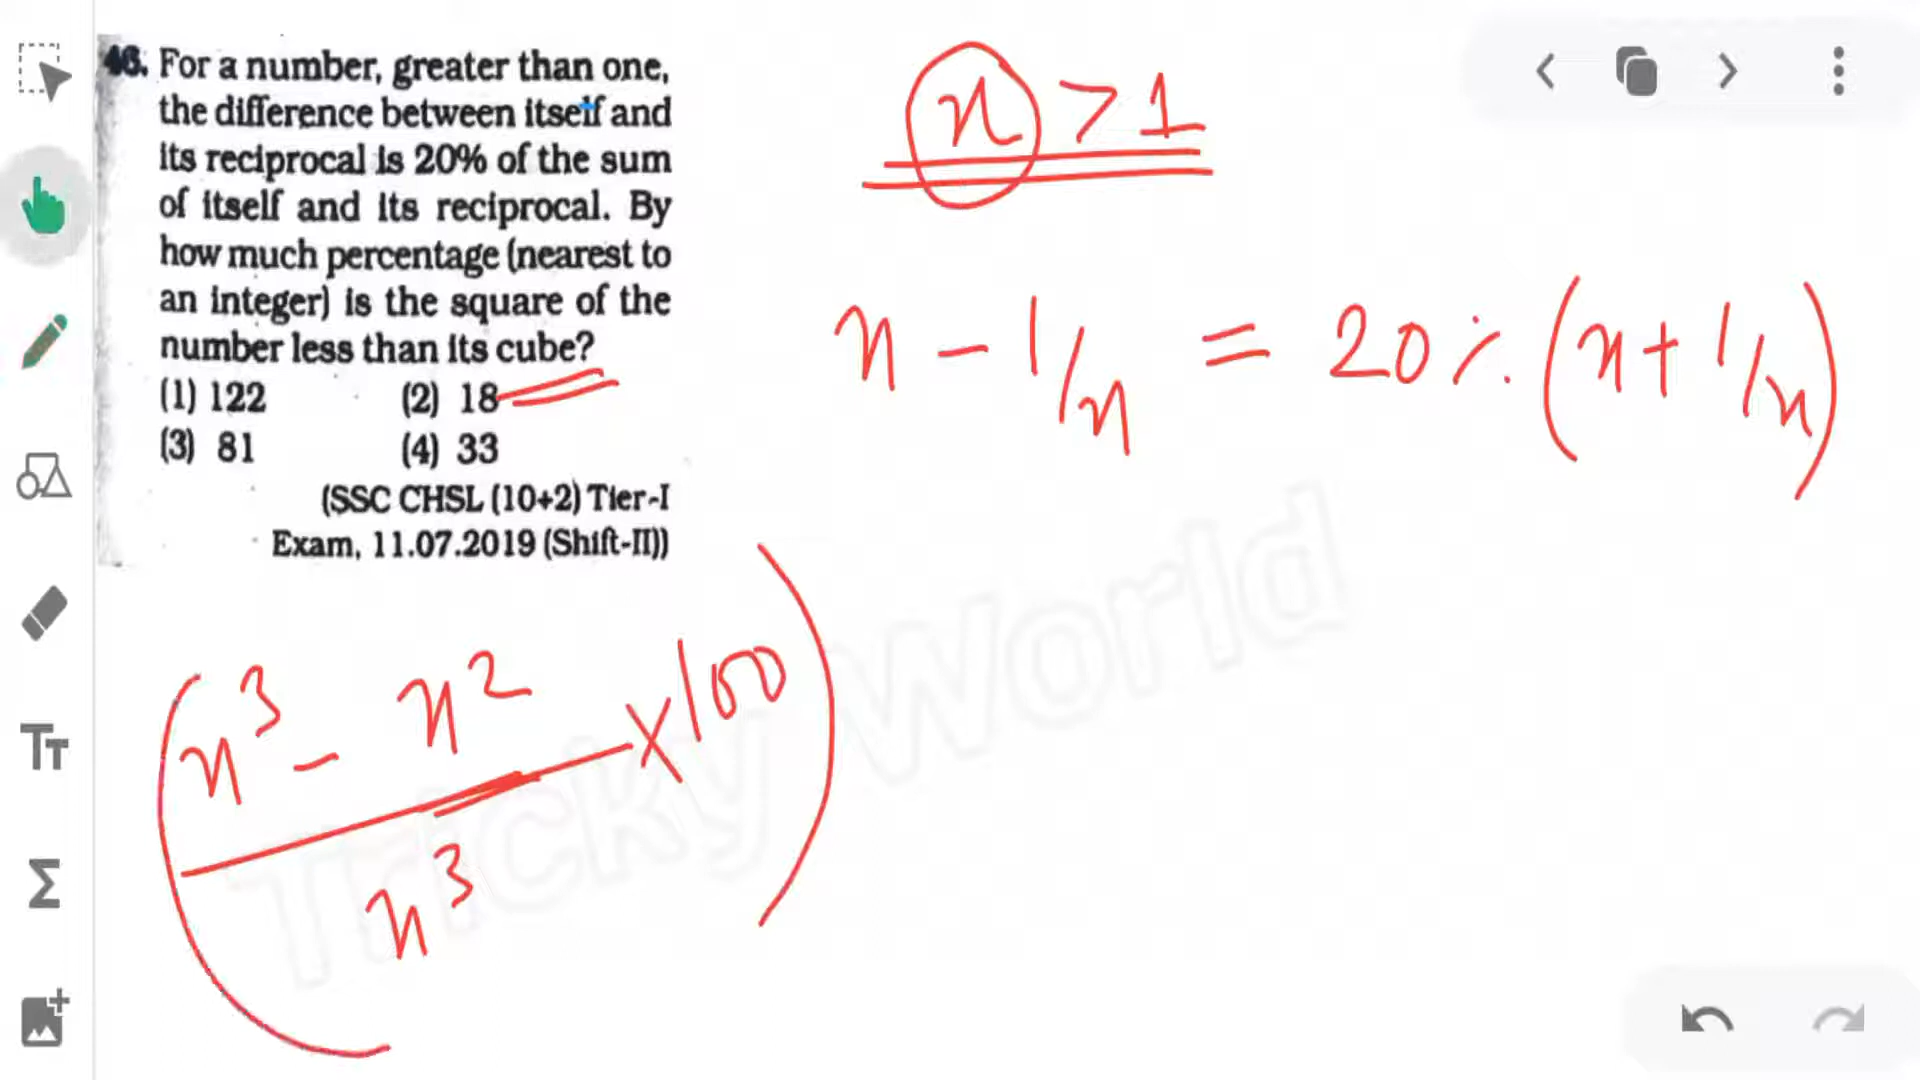 46. For a number, greater than one,
the difference between itself and
its reciprocal is 20% of the sum
of itself and its reciprocal. By
how much percentage (nearest to
an integer) is the square of the
number less than its cube?
(1) 122 (2) 18
(3) 81 (4) 33
(SSC CHSL (10+2) Tier-I
Exam, 11.07.2019 (Shift-II))
x > 1
x - 1/x = 20% (x + 1/x)
(x³ - x² / x³ × 100)
Tricky World
Tт
Σ